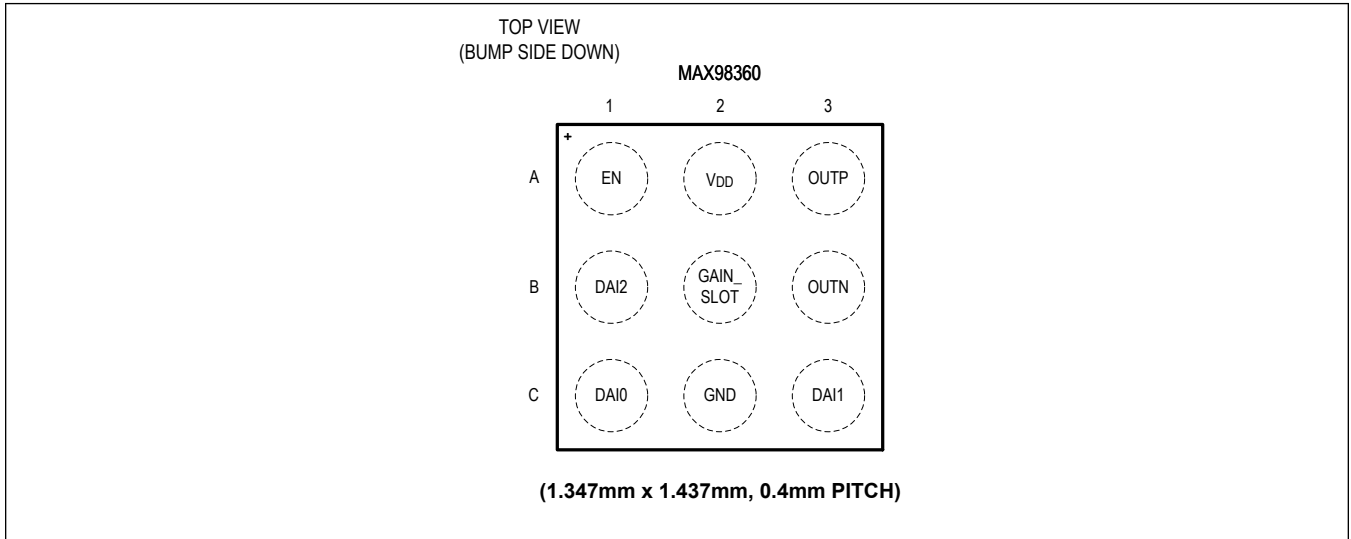 TOP VIEW
(BUMP SIDE DOWN)
MAX98360
1 2 3
+
A EN VDD OUTP
B DAI2 GAIN_
SLOT OUTN
C DAI0 GND DAI1
(1.347mm x 1.437mm, 0.4mm PITCH)